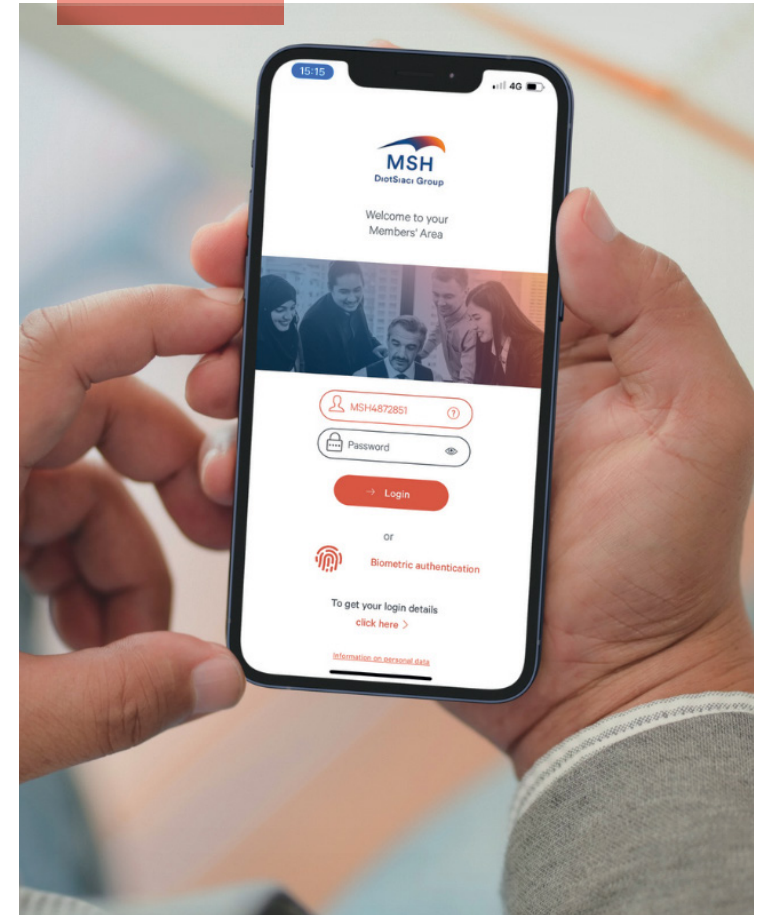 15:15
4G
MSH
DiotSiaci Group
Welcome to your
Members' Area
MSH4872851
?
Password
→ Login
or
Biometric authentication
To get your login details
click here >
Information on personal data